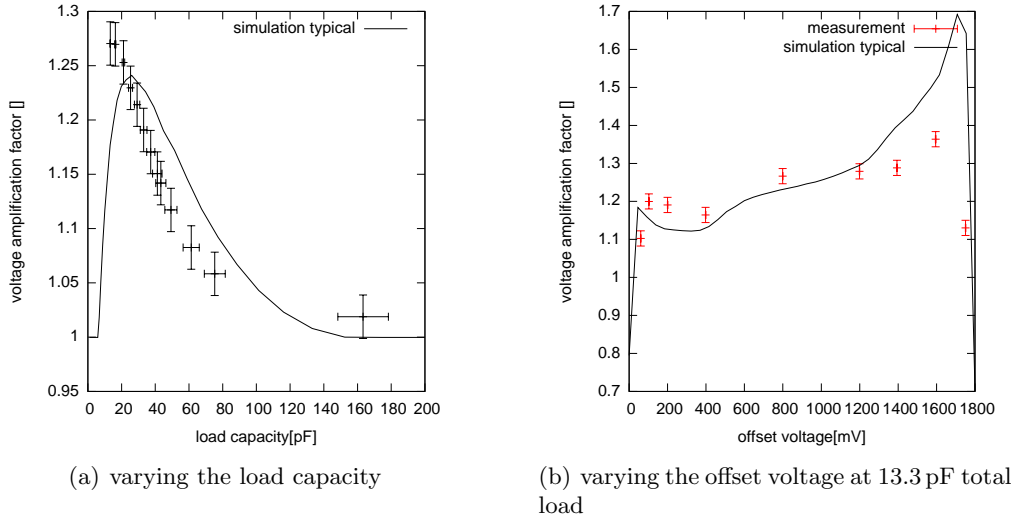 simulation typical
voltage amplification factor []
1.3
1.25
1.2
1.15
1.1
1.05
1
0.95
0 20 40 60 80 100 120 140 160 180 200
load capacity[pF]
(a) varying the load capacity
measurement
simulation typical
voltage amplification factor []
1.7
1.6
1.5
1.4
1.3
1.2
1.1
1
0.9
0.8
0.7
0 200 400 600 800 1000 1200 1400 1600 1800
offset voltage[mV]
(b) varying the offset voltage at 13.3 pF total
load